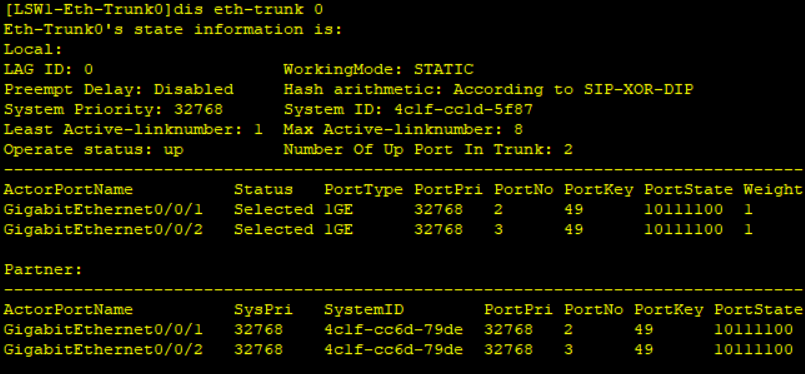 [LSW1-Eth-Trunk0]dis eth-trunk 0
Eth-Trunk0's state information is:
Local:
LAG ID: 0 WorkingMode: STATIC
Preempt Delay: Disabled Hash arithmetic: According to SIP-XOR-DIP
System Priority: 32768 System ID: 4c1f-cc1d-5f87
Least Active-linknumber: 1 Max Active-linknumber: 8
Operate status: up Number Of Up Port In Trunk: 2
--------------------------------------------------------------------------------
ActorPortName Status PortType PortPri PortNo PortKey PortState Weight
GigabitEthernet0/0/1 Selected 1GE 32768 2 49 10111100 1
GigabitEthernet0/0/2 Selected 1GE 32768 3 49 10111100 1
Partner:
--------------------------------------------------------------------------------
ActorPortName SysPri SystemID PortPri PortNo PortKey PortState
GigabitEthernet0/0/1 32768 4c1f-cc6d-79de 32768 2 49 10111100
GigabitEthernet0/0/2 32768 4c1f-cc6d-79de 32768 3 49 10111100